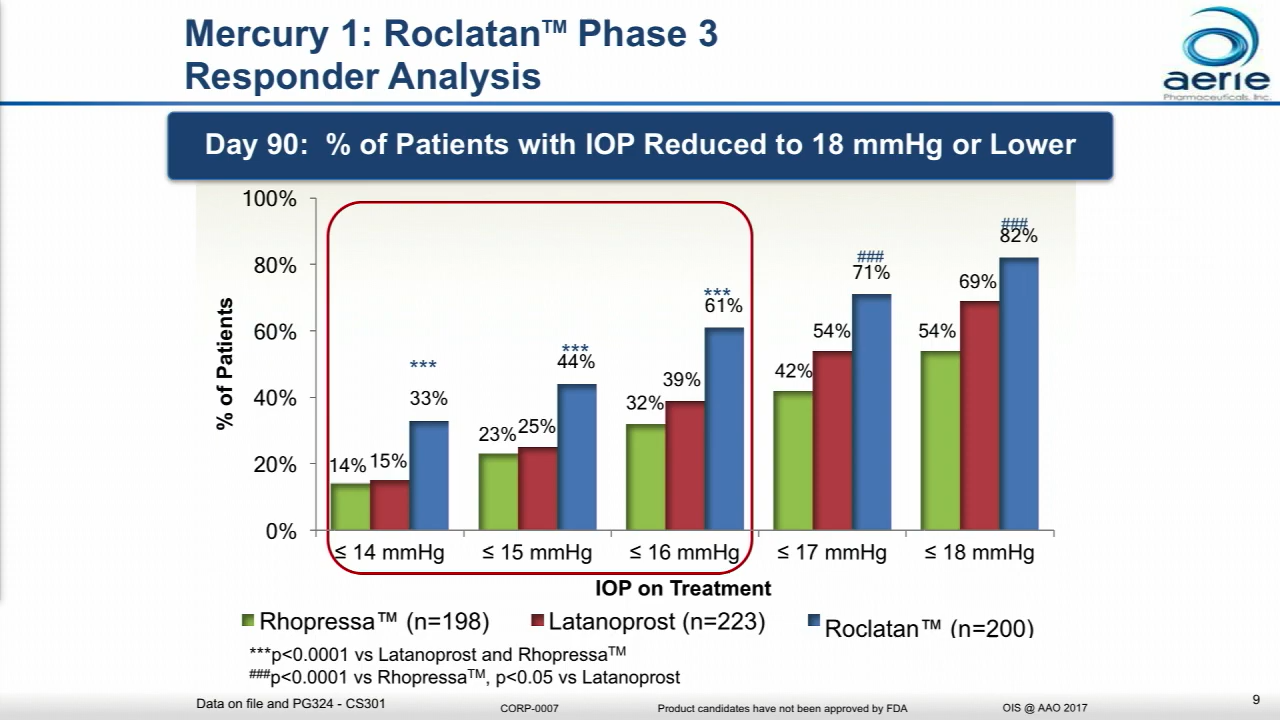 Mercury 1: Roclatan™ Phase 3
Responder Analysis
aerie
Pharmaceuticals, Inc.
Day 90: % of Patients with IOP Reduced to 18 mmHg or Lower
% of Patients
100%
80%
60%
40%
20%
0%
14% 15% 33% ***
23% 25% 44% ***
32% 39% 61% ***
42% 54% 71% ###
54% 69% 82% ###
≤ 14 mmHg ≤ 15 mmHg ≤ 16 mmHg ≤ 17 mmHg ≤ 18 mmHg
IOP on Treatment
Rhopressa™ (n=198) Latanoprost (n=223) Roclatan™ (n=200)
***p<0.0001 vs Latanoprost and Rhopressa™
###p<0.0001 vs Rhopressa™, p<0.05 vs Latanoprost
Data on file and PG324 - CS301 CORP-0007 Product candidates have not been approved by FDA OIS @ AAO 2017 9